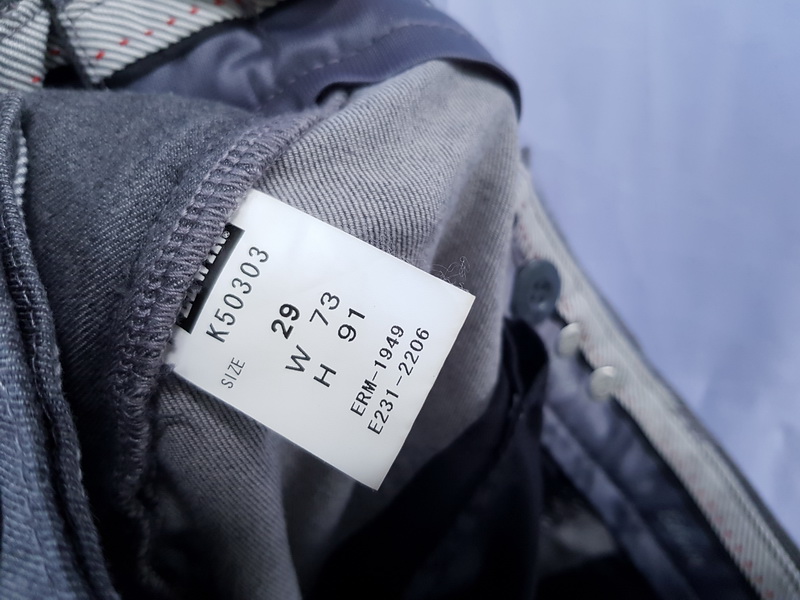 K50303
SIZE 29
W 73
H 91
ERM-1949
E231-2206